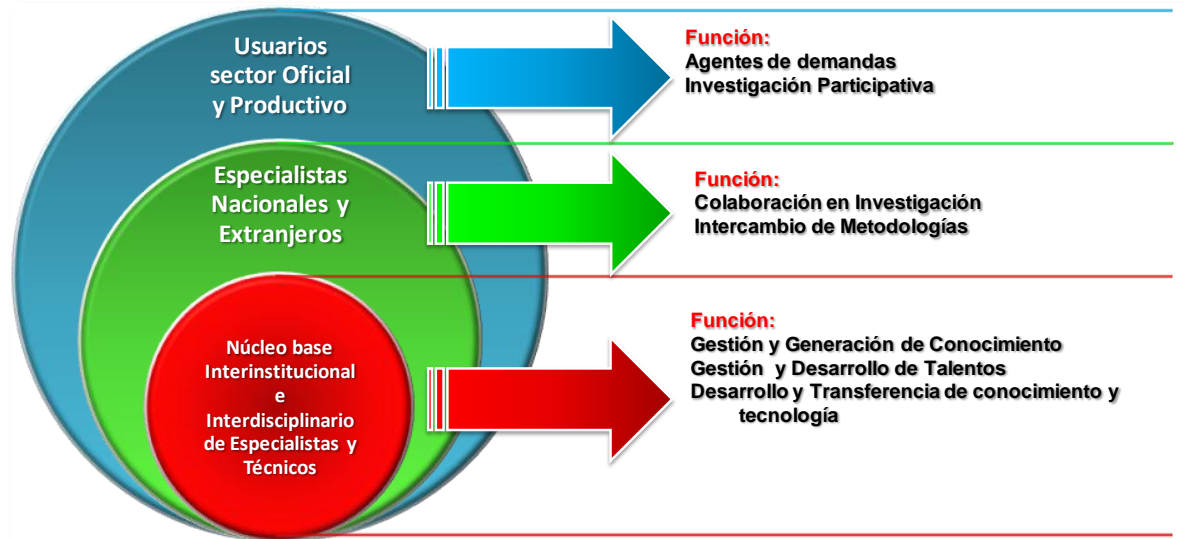 Usuarios
sector Oficial
y Productivo
Función:
Agentes de demandas
Investigación Participativa
Especialistas
Nacionales y
Extranjeros
Función:
Colaboración en Investigación
Intercambio de Metodologías
Núcleo base
Interinstitucional
e
Interdisciplinario
de Especialistas y
Técnicos
Función:
Gestión y Generación de Conocimiento
Gestión y Desarrollo de Talentos
Desarrollo y Transferencia de conocimiento y
tecnología